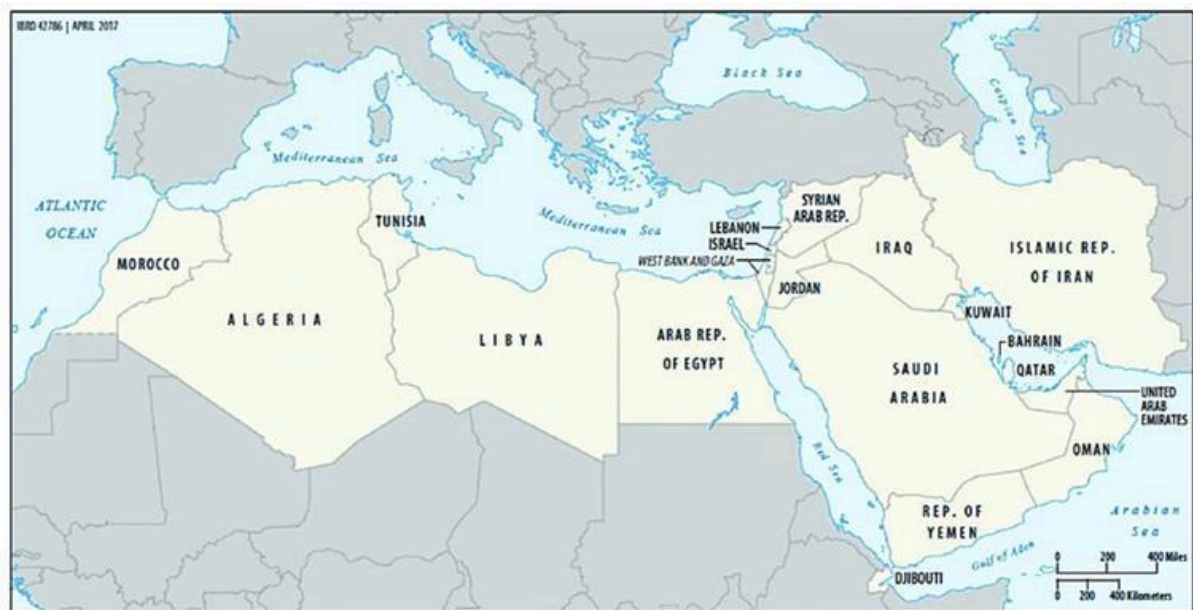 IBRD 42786 | APRIL 2017
Black Sea
Caspian Sea
Mediterranean Sea
ATLANTIC
OCEAN
TUNISIA
Mediterranean Sea
SYRIAN
ARAB REP.
LEBANON
ISRAEL
WEST BANK AND GAZA
IRAQ
ISLAMIC REP.
OF IRAN
MOROCCO
JORDAN
ALGERIA
LIBYA
ARAB REP.
OF EGYPT
KUWAIT
BAHRAIN
QATAR
SAUDI
ARABIA
UNITED
ARAB
EMIRATES
OMAN
Red Sea
REP. OF
YEMEN
Arabian
Sea
Gulf of Aden
DJIBOUTI
0 200 400 Miles
0 200 400 Kilometers